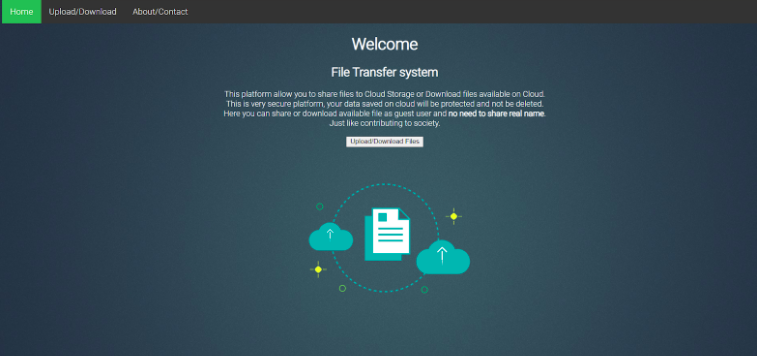 Home Upload/Download About/Contact
Welcome
File Transfer system
This platform allow you to share files to Cloud Storage or Download files available on Cloud.
This is very secure platform, your data saved on cloud will be protected and not be deleted.
Here you can share or download available file as guest user and no need to share real name.
Just like contributing to society.
Upload/Download Files